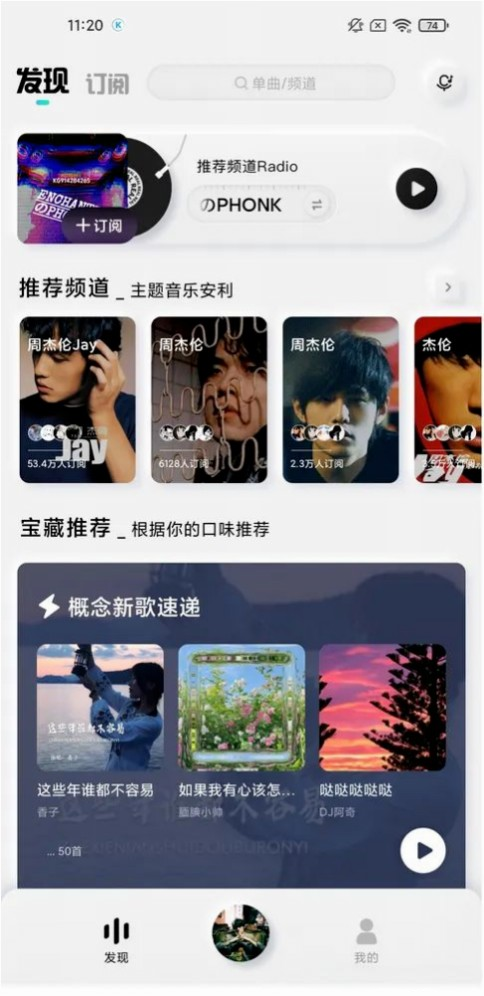 11:20
74
发现 订阅 单曲/频道
推荐频道Radio
KG914204265
のPHONK
+订阅
推荐频道 _ 主题音乐安利
周杰伦Jay 周杰伦 周杰伦 杰伦
Jay
53.4万人订阅 6128人订阅 2.3万人订阅
宝藏推荐 _ 根据你的口味推荐
概念新歌速递
这些年谁都不容易
这些年谁都不容易 如果我有心该怎... 哒哒哒哒哒
香子 腼腆小帅 DJ阿奇
... 50首
发现 我的